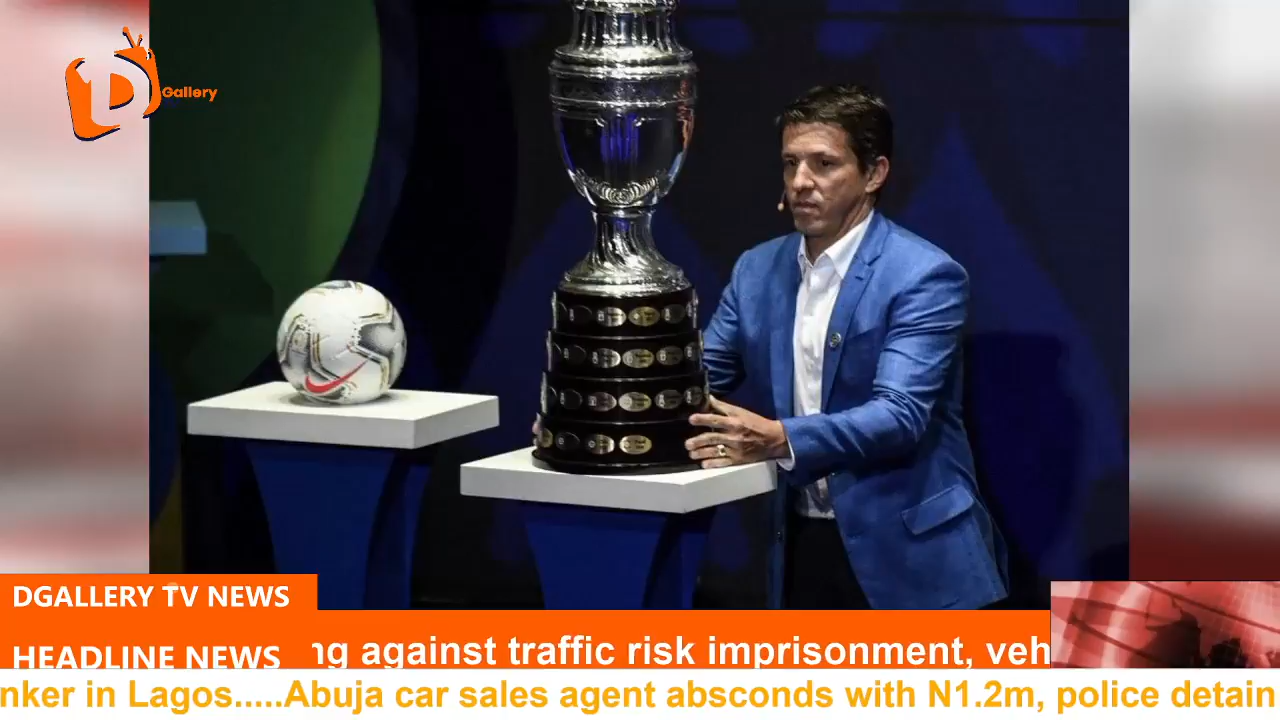 D
Gallery
DGALLERY TV NEWS
HEADLINE NEWS
ng against traffic risk imprisonment, veh
nker in Lagos.....Abuja car sales agent absconds with N1.2m, police detain